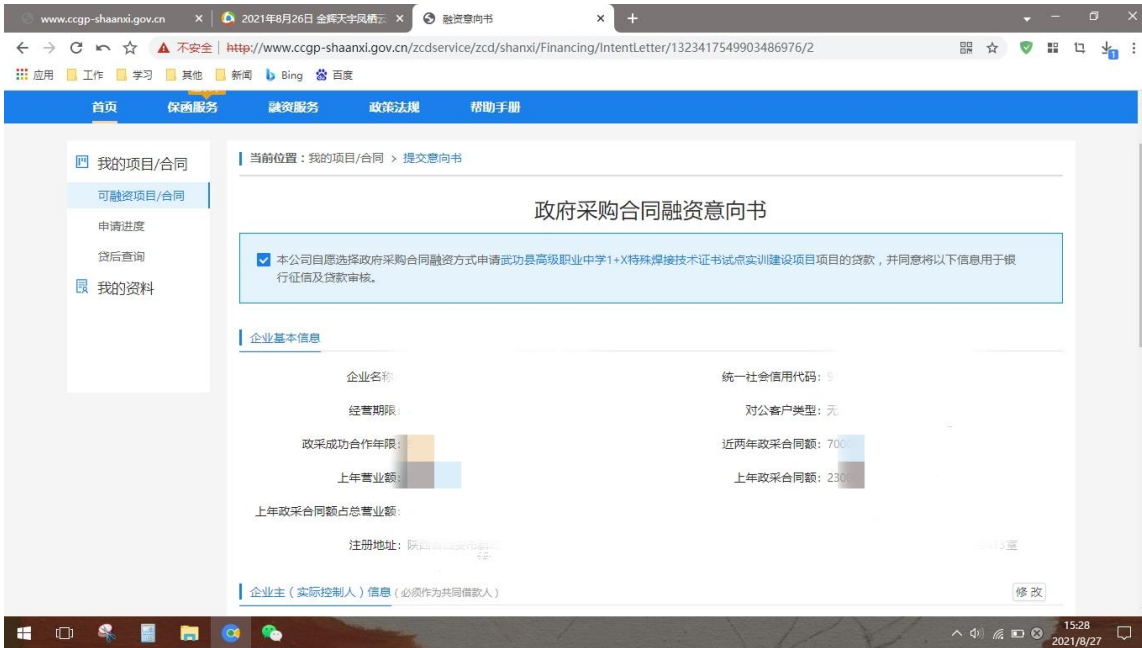 www.ccgp-shaanxi.gov.cn
2021年8月26日 金辉天宇凤栖云
融资意向书
不安全 http://www.ccgp-shaanxi.gov.cn/zcdservice/zcd/shanxi/Financing/IntentLetter/1323417549903486976/2
应用 工作 学习 其他 新闻 Bing 百度
首页 保函服务 融资服务 政策法规 帮助手册
我的项目/合同
可融资项目/合同
申请进度
贷后查询
我的资料
当前位置：我的项目/合同 > 提交意向书
政府采购合同融资意向书
本公司自愿选择政府采购合同融资方式申请武功县高级职业中学1+X特殊焊接技术证书试点实训建设项目项目的贷款，并同意将以下信息用于银
行征信及贷款审核。
企业基本信息
企业名称 统一社会信用代码：
经营期限： 对公客户类型：无
政采成功合作年限： 近两年政采合同额：700
上年营业额： 上年政采合同额：230
上年政采合同额占总营业额：
注册地址：陕 室
企业主（实际控制人）信息（必须作为共同借款人） 修改
15:28
2021/8/27